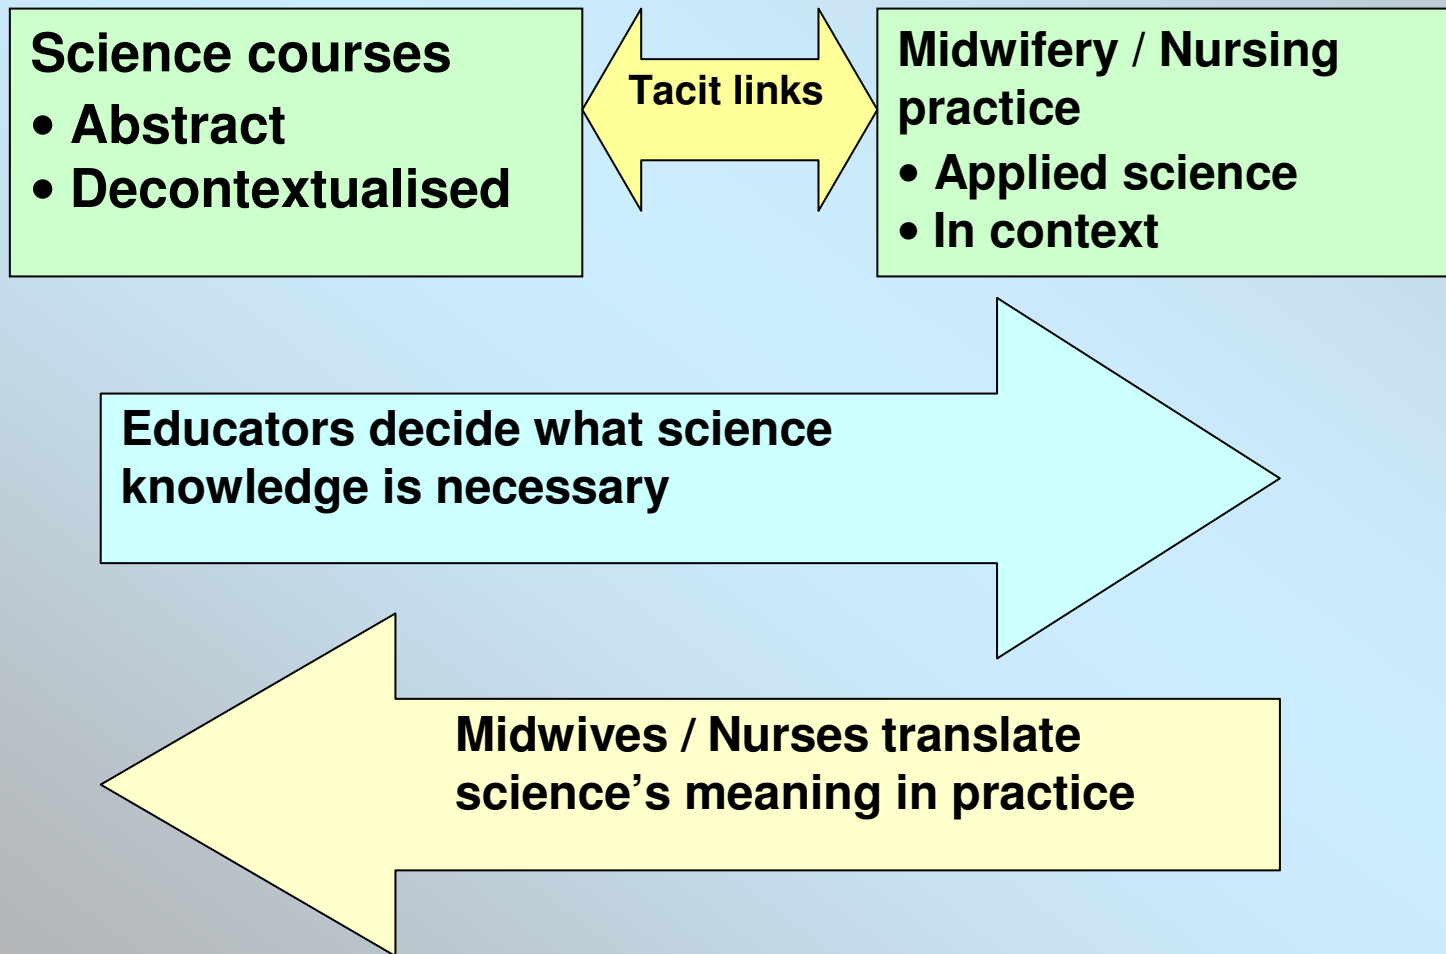 Science courses
• Abstract
• Decontextualised
Tacit links
Midwifery / Nursing
practice
• Applied science
• In context
Educators decide what science
knowledge is necessary
Midwives / Nurses translate
science’s meaning in practice